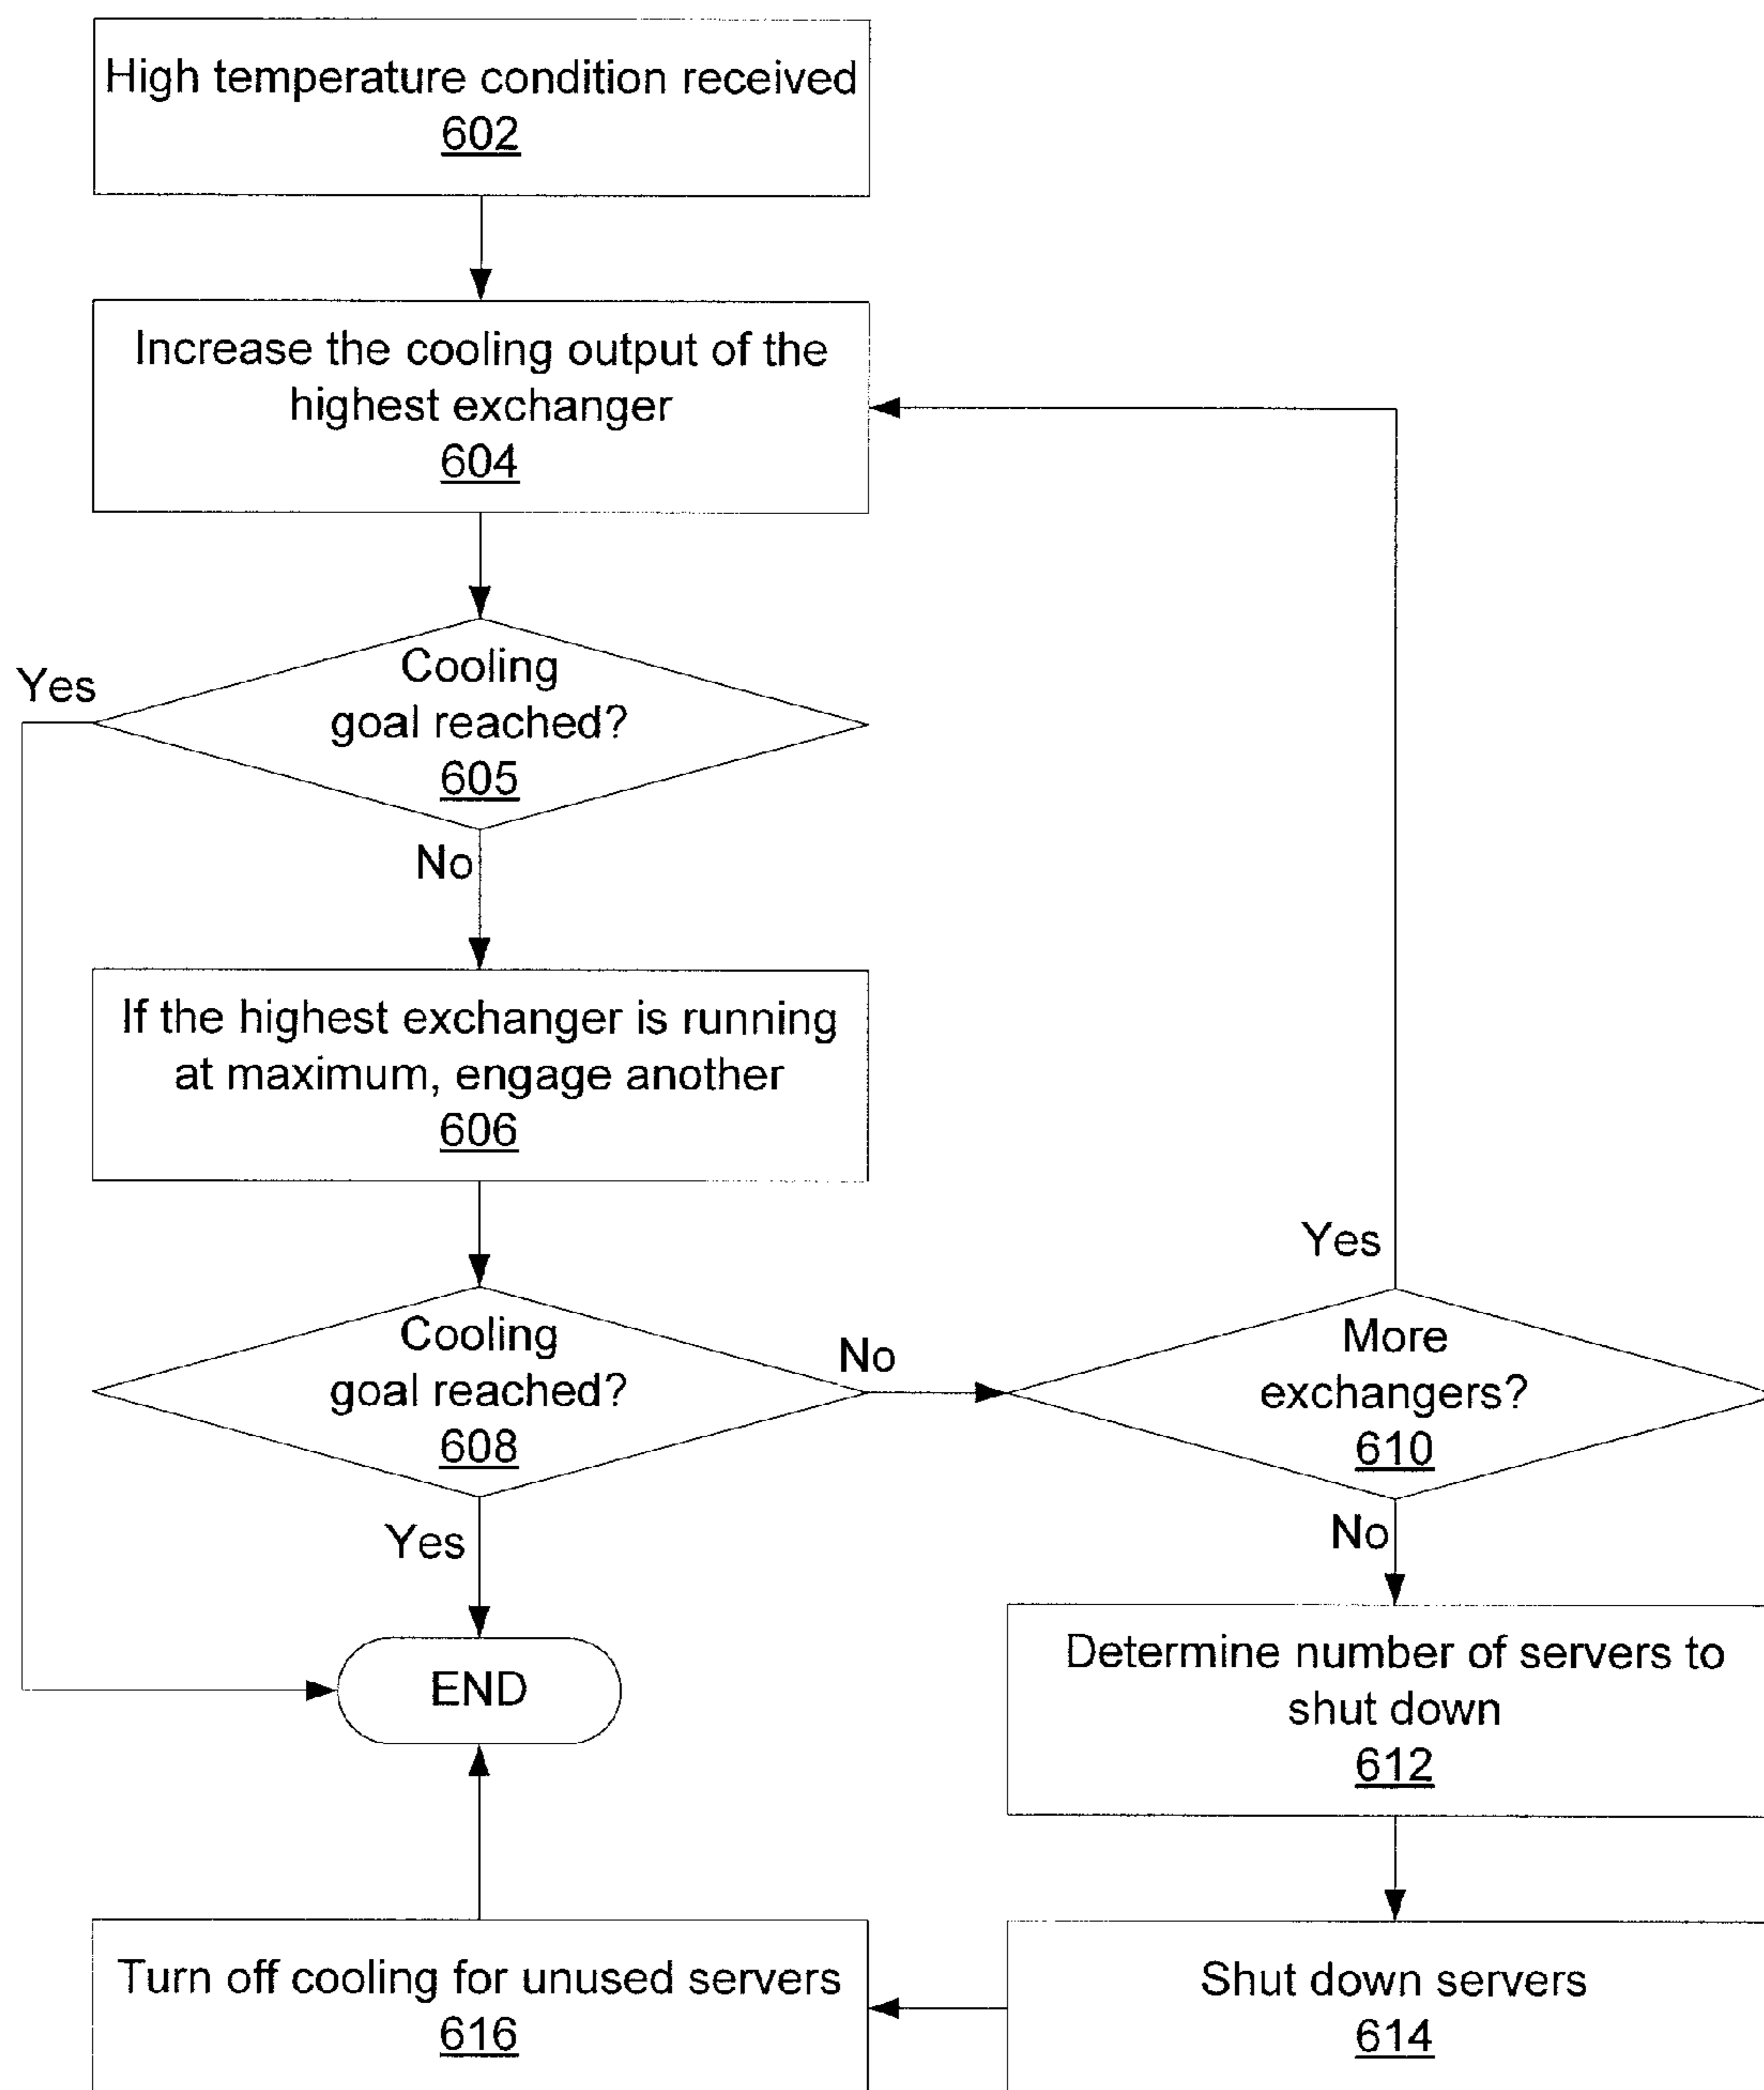 High temperature condition received
602
Increase the cooling output of the
highest exchanger
604
Cooling
goal reached?
605
Yes
No
If the highest exchanger is running
at maximum, engage another
606
Cooling
goal reached?
608
No
Yes
More
exchangers?
610
Yes
No
END
Determine number of servers to
shut down
612
Shut down servers
614
Turn off cooling for unused servers
616